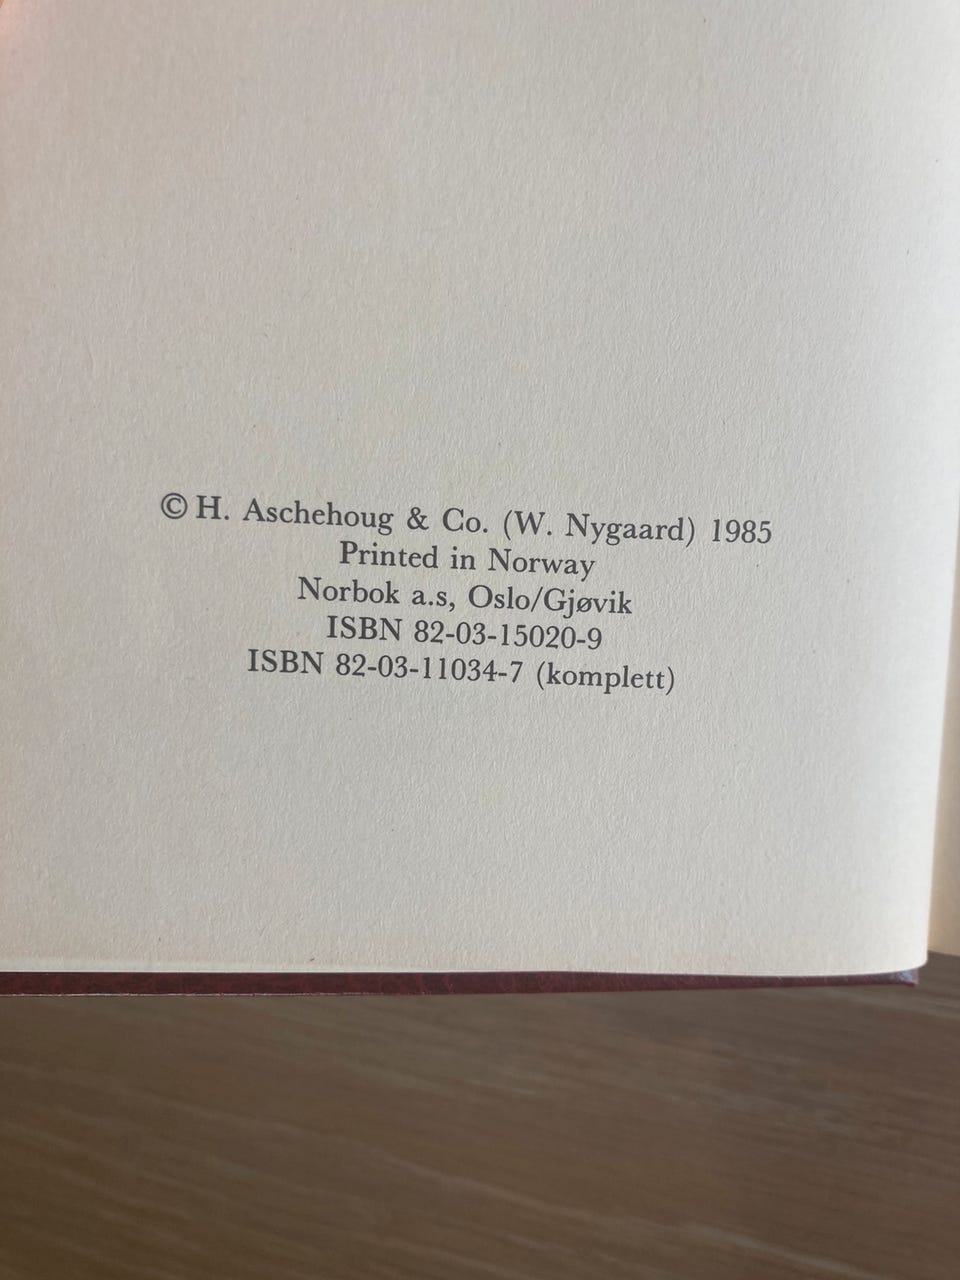 © H. Aschehoug & Co. (W. Nygaard) 1985
Printed in Norway
Norbok a.s, Oslo/Gjøvik
ISBN 82-03-15020-9
ISBN 82-03-11034-7 (komplett)